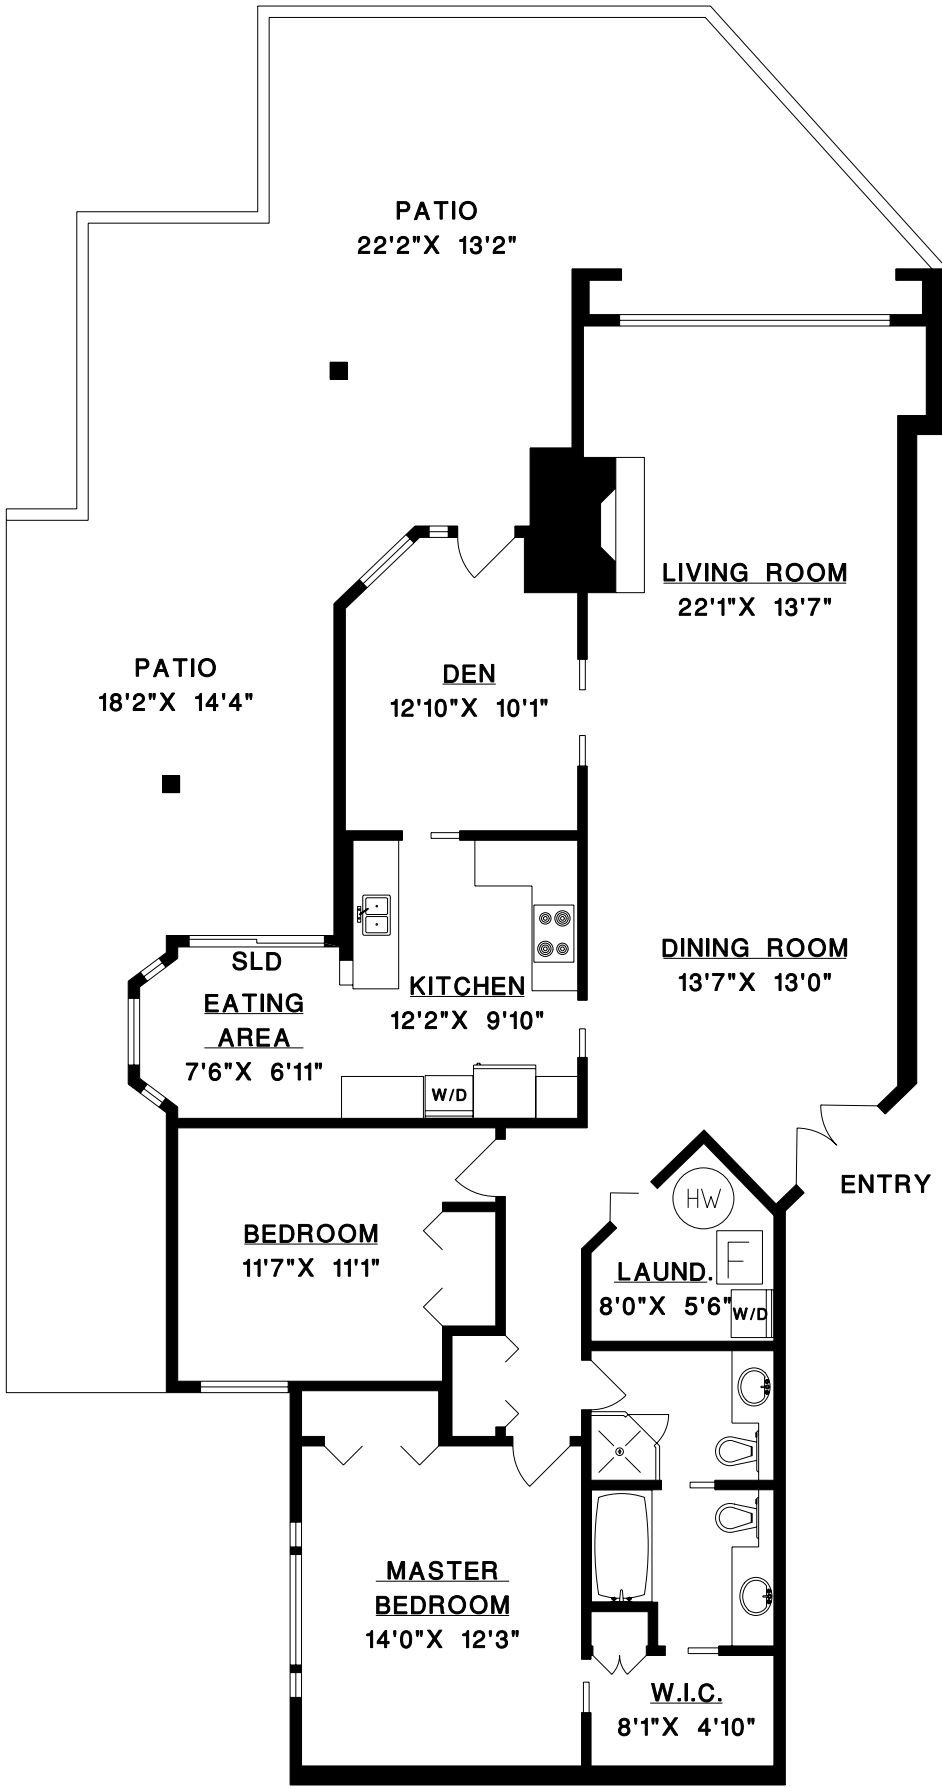 PATIO
22'2"X 13'2"
LIVING ROOM
22'1"X 13'7"
PATIO
18'2"X 14'4"
DEN
12'10"X 10'1"
DINING ROOM
13'7"X 13'0"
SLD
EATING
AREA
7'6"X 6'11"
KITCHEN
12'2"X 9'10"
W/D
ENTRY
HW
BEDROOM
11'7"X 11'1"
F
LAUND.
8'0"X 5'6"
W/D
MASTER
BEDROOM
14'0"X 12'3"
W.I.C.
8'1"X 4'10"